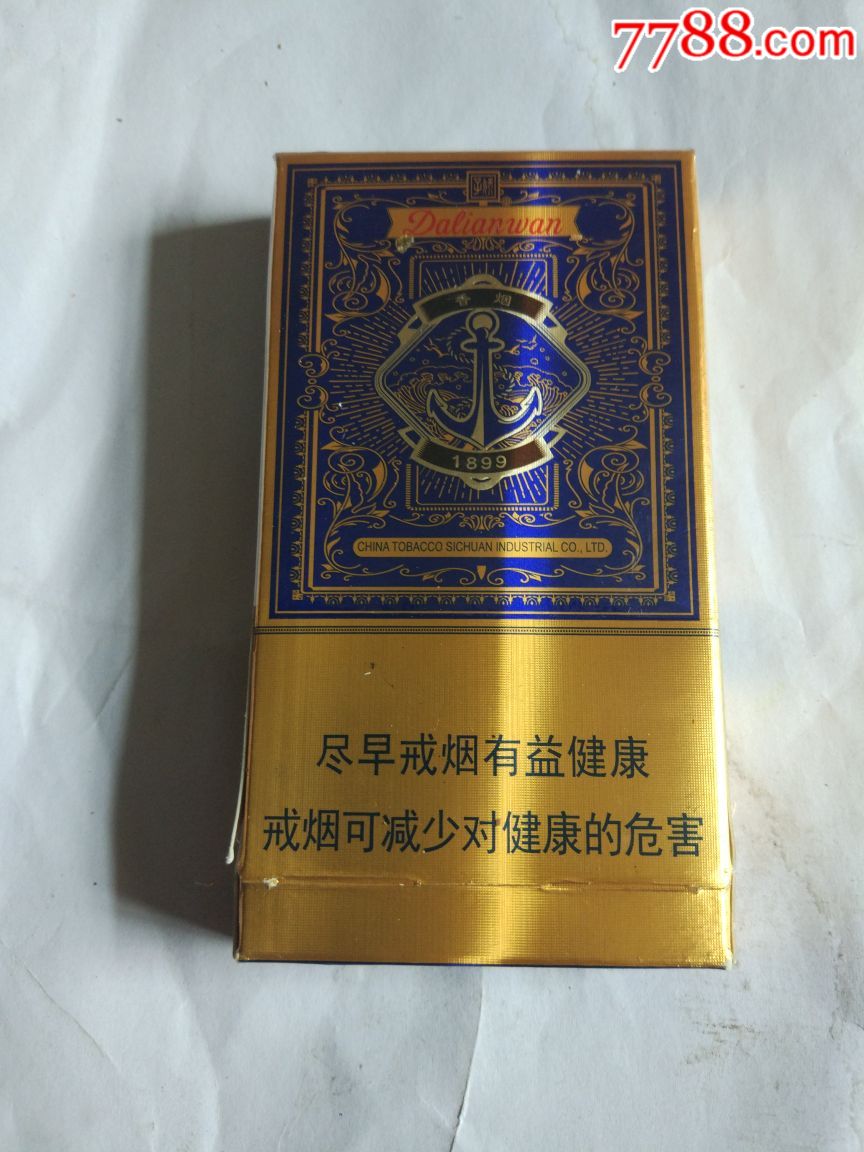 7788.com
Dalianwan
香烟
1899
CHINA TOBACCO SICHUAN INDUSTRIAL CO., LTD.
尽早戒烟有益健康
戒烟可减少对健康的危害